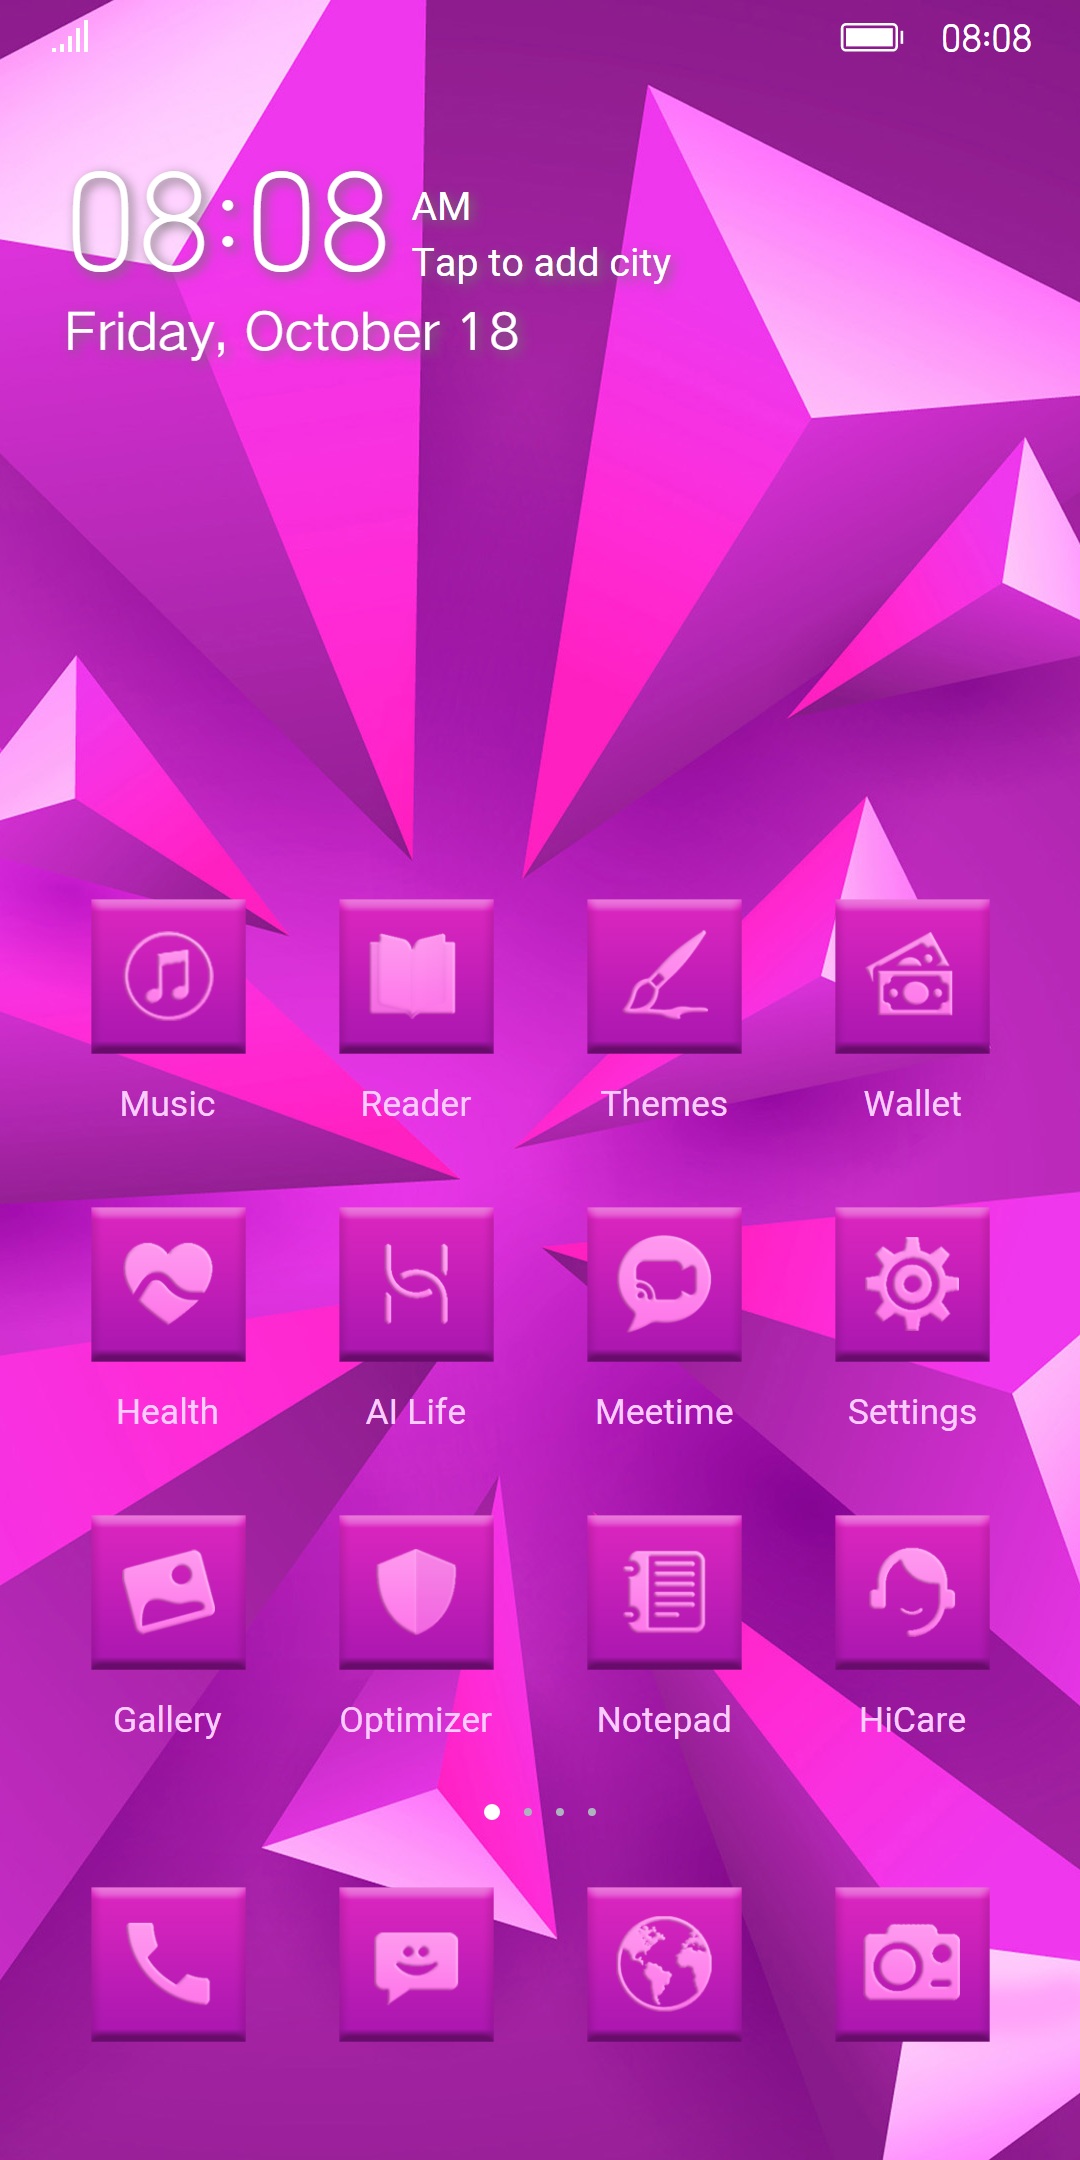 08:08
08:08 AM
Tap to add city
Friday, October 18
Music Reader Themes Wallet
Health AI Life Meetime Settings
Gallery Optimizer Notepad HiCare